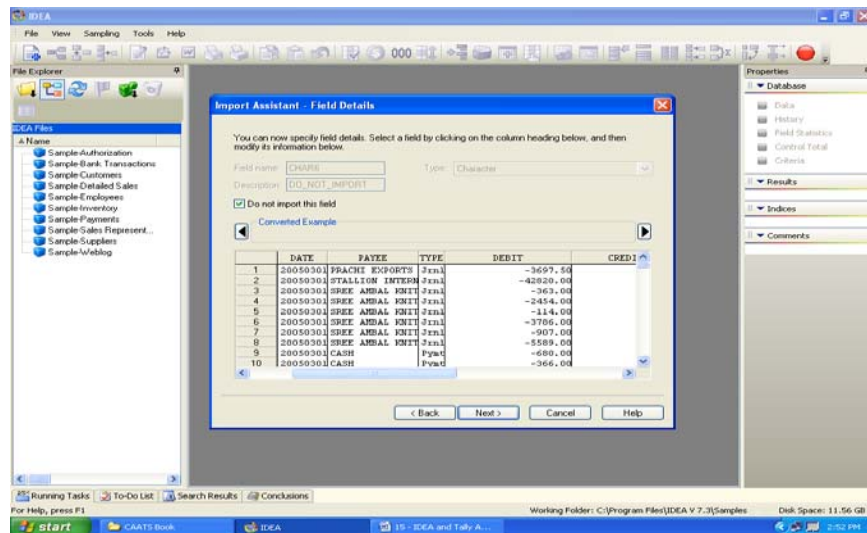 IDEA
File View Sampling Tools Help
000
File Explorer
IDEA Files
Name
Sample-Authorization
Sample-Bank Transactions
Sample-Customers
Sample-Detailed Sales
Sample-Employees
Sample-Inventory
Sample-Payments
Sample-Sales Represent...
Sample-Suppliers
Sample-Weblog
Import Assistant - Field Details
You can now specify field details. Select a field by clicking on the column heading below, and then
modify its information below.
Field name: CHAR6 Type: Character
Description: DO_NOT_IMPORT
Do not import this field
Converted Example
DATE PAYEE TYPE DEBIT CREDI
1 20050301 PRACHI EXPORTS Jrnl -3697.50
2 20050301 STALLION INTERN Jrnl -42820.00
3 20050301 SREE AMBAL KNIT Jrnl -363.00
4 20050301 SREE AMBAL KNIT Jrnl -2454.00
5 20050301 SREE AMBAL KNIT Jrnl -114.00
6 20050301 SREE AMBAL KNIT Jrnl -3786.00
7 20050301 SREE AMBAL KNIT Jrnl -907.00
8 20050301 SREE AMBAL KNIT Jrnl -5589.00
9 20050301 CASH Pymt -680.00
10 20050301 CASH Pymt -366.00
< Back Next > Cancel Help
Properties
Database
Data
History
Field Statistics
Control Total
Criteria
Results
Indices
Comments
Running Tasks To-Do List Search Results Conclusions
For Help, press F1 Working Folder: C:\Program Files\IDEA V 7.3\Samples Disk Space: 11.56 GB
start CAATS Book IDEA 15 - IDEA and Tally A... 2:52 PM